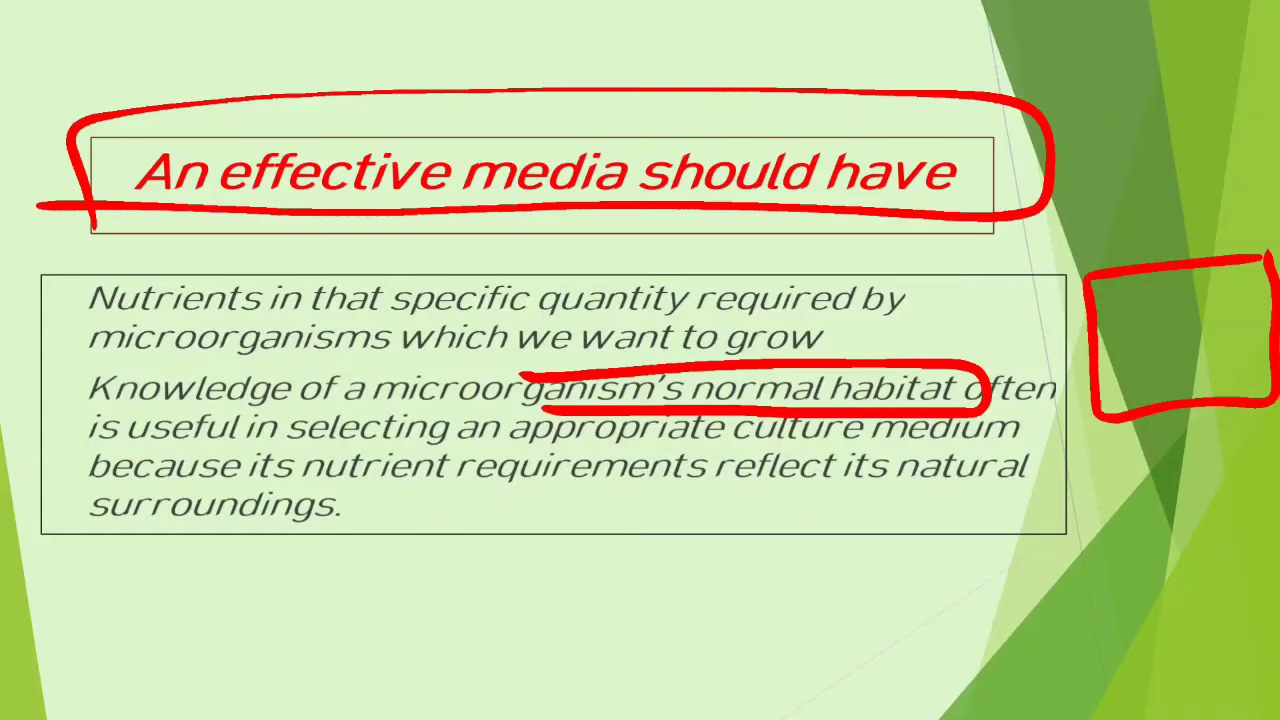 An effective media should have
Nutrients in that specific quantity required by
microorganisms which we want to grow
Knowledge of a microorganism's normal habitat often
is useful in selecting an appropriate culture medium
because its nutrient requirements reflect its natural
surroundings.